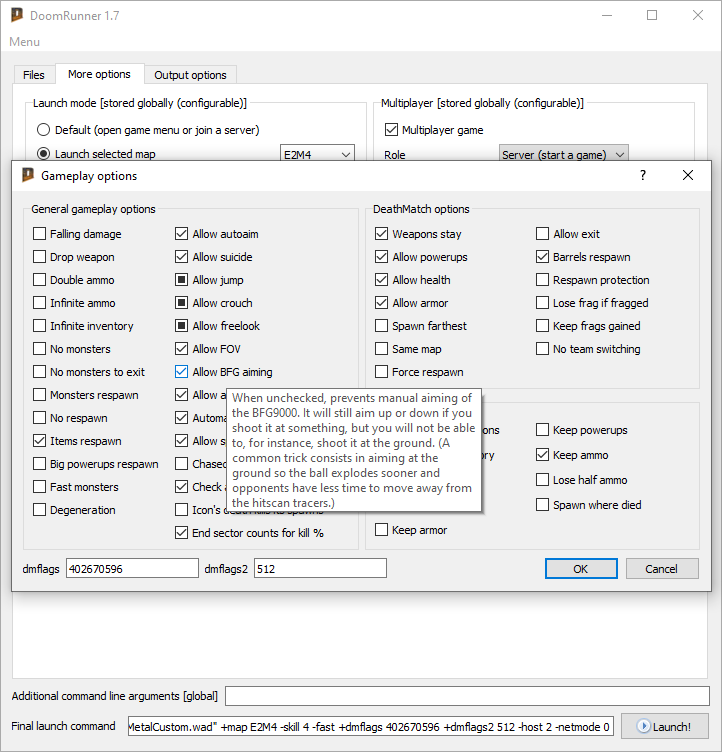 DoomRunner 1.7
Menu
Files
More options
Output options
Launch mode [stored globally (configurable)]
Default (open game menu or join a server)
Launch selected map
E2M4
Multiplayer [stored globally (configurable)]
Multiplayer game
Role
Server (start a game)
Gameplay options
?
General gameplay options
Falling damage
Drop weapon
Double ammo
Infinite ammo
Infinite inventory
No monsters
No monsters to exit
Monsters respawn
No respawn
Items respawn
Big powerups respawn
Fast monsters
Degeneration
Allow autoaim
Allow suicide
Allow jump
Allow crouch
Allow freelook
Allow FOV
Allow BFG aiming
Allow a
Automa
Allow s
Chasec
Check a
Icon's death kills its spawns
End sector counts for kill %
DeathMatch options
Weapons stay
Allow powerups
Allow health
Allow armor
Spawn farthest
Same map
Force respawn
Allow exit
Barrels respawn
Respawn protection
Lose frag if fragged
Keep frags gained
No team switching
When unchecked, prevents manual aiming of
the BFG9000. It will still aim up or down if you
shoot it at something, but you will not be able
to, for instance, shoot it at the ground. (A
common trick consists in aiming at the
ground so the ball explodes sooner and
opponents have less time to move away from
the hitscan tracers.)
ons
ory
Keep armor
Keep powerups
Keep ammo
Lose half ammo
Spawn where died
dmflags
402670596
dmflags2
512
OK
Cancel
Additional command line arguments [global]
Final launch command
MetalCustom.wad" +map E2M4 -skill 4 -fast +dmflags 402670596 +dmflags2 512 -host 2 -netmode 0
Launch!